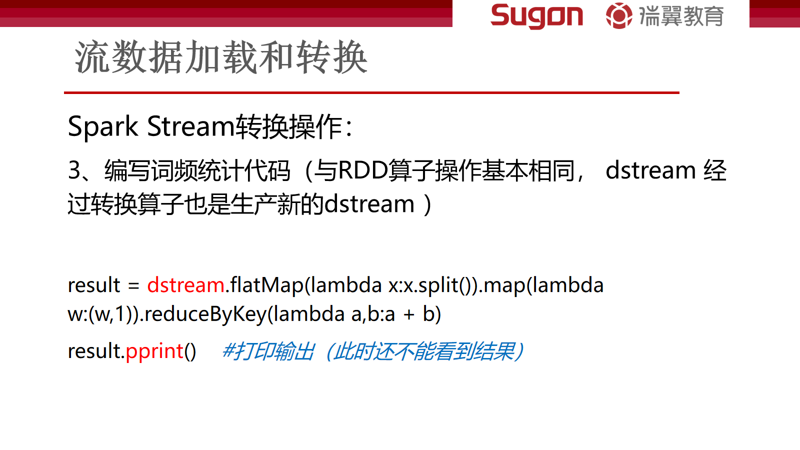 Sugon 瑞翼教育
流数据加载和转换
Spark Stream转换操作：
3、编写词频统计代码（与RDD算子操作基本相同， dstream 经
过转换算子也是生产新的dstream ）
result = dstream.flatMap(lambda x:x.split()).map(lambda
w:(w,1)).reduceByKey(lambda a,b:a + b)
result.pprint() #打印输出（此时还不能看到结果）